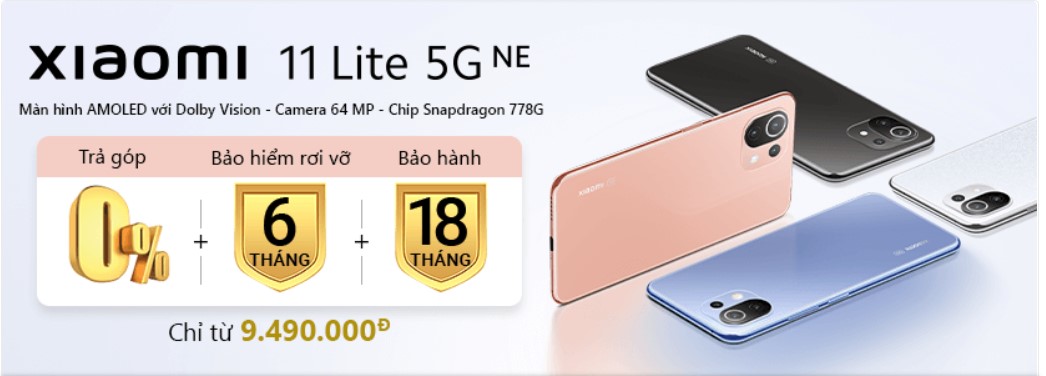 xiaomi 11 Lite 5G NE
Màn hình AMOLED với Dolby Vision - Camera 64 MP - Chip Snapdragon 778G
Trả góp Bảo hiểm rơi vỡ Bảo hành
0% + 6 THÁNG + 18 THÁNG
Chỉ từ 9.490.000Đ
xiaomi